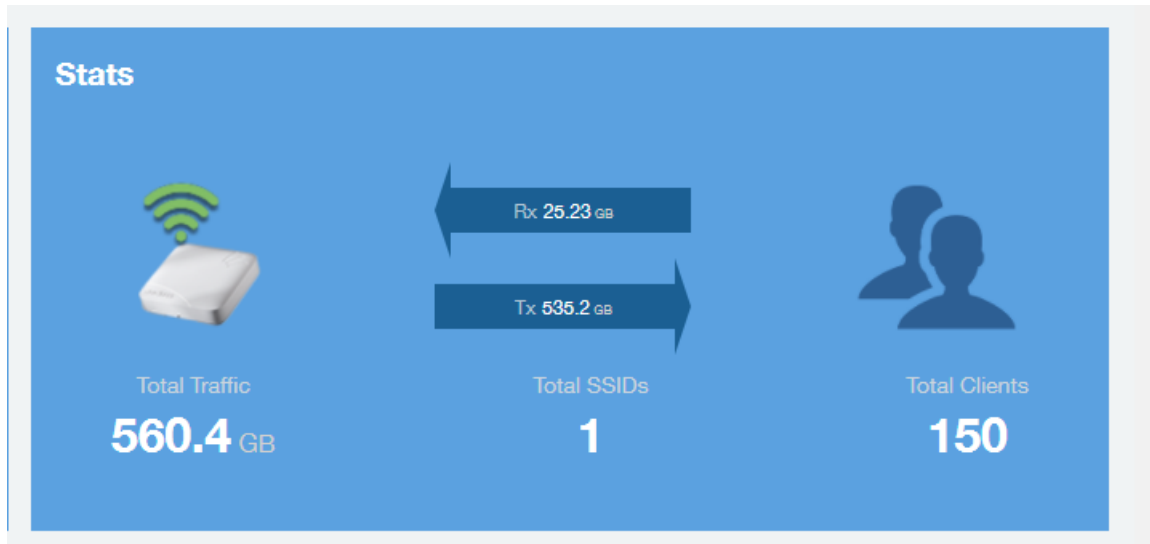 Stats
Rx 25.23 GB
Tx 535.2 GB
Total Traffic
Total SSIDs
Total Clients
560.4 GB
1
150